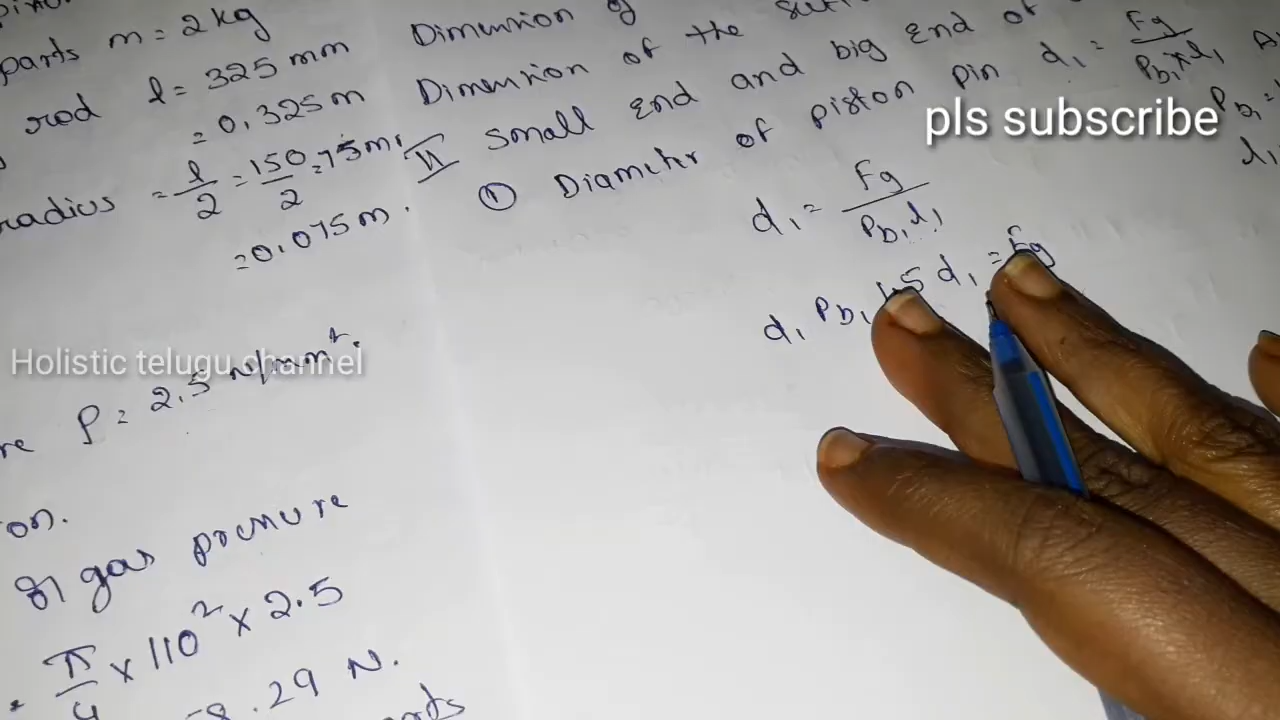 parts m = 2 kg
rod l = 325 mm
= 0.325 m
radius = l/2 = 150/2 = 75 m.
= 0.075 m.
Holistic telugu channel
P = 2.5 N/mm².
on.
of gas pressure
π/4 × 110² × 2.5
.29 N.
Dimension of
Dimension of the
II small end and big end of
① Diameter of piston pin d₁ = Fg / Pb₁ × l₁
pls subscribe
d₁ = Fg / Pb₁ l₁
d₁ Pb₁ 1.5 d₁ = Fg